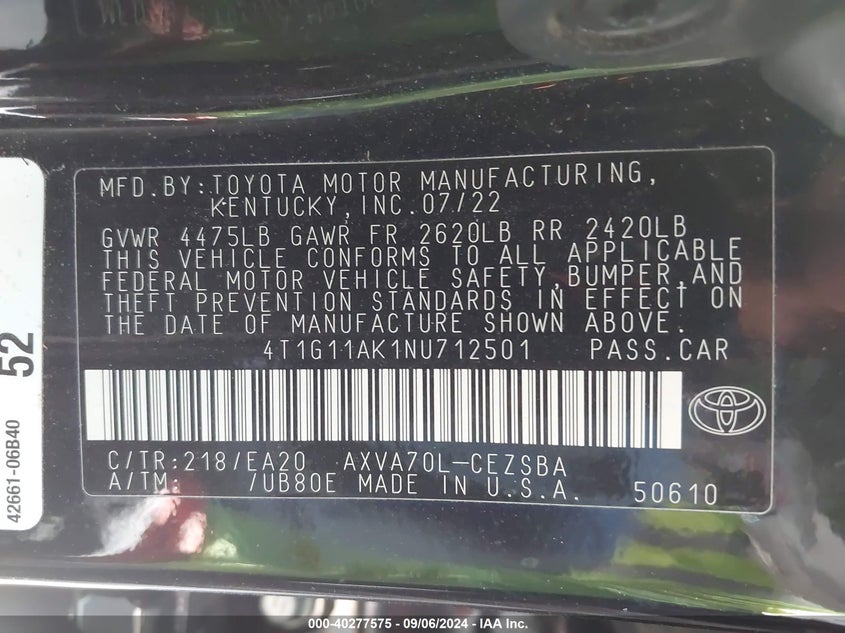 MFD.BY:TOYOTA MOTOR MANUFACTURING,
KENTUCKY,INC.07/22
GVWR 4475LB GAWR FR 2620LB RR 2420LB
THIS VEHICLE CONFORMS TO ALL APPLICABLE
FEDERAL MOTOR VEHICLE SAFETY,BUMPER,AND
THEFT PREVENTION STANDARDS IN EFFECT ON
THE DATE OF MANUFACTURE SHOWN ABOVE.
4T1G11AK1NU712501 PASS.CAR
C/TR:218/EA20 AXVA70L-CEZSBA
A/TM: /UB80E MADE IN U.S.A. 50610
52
42661-06B40
000-40277575 - 09/06/2024 - IAA Inc.